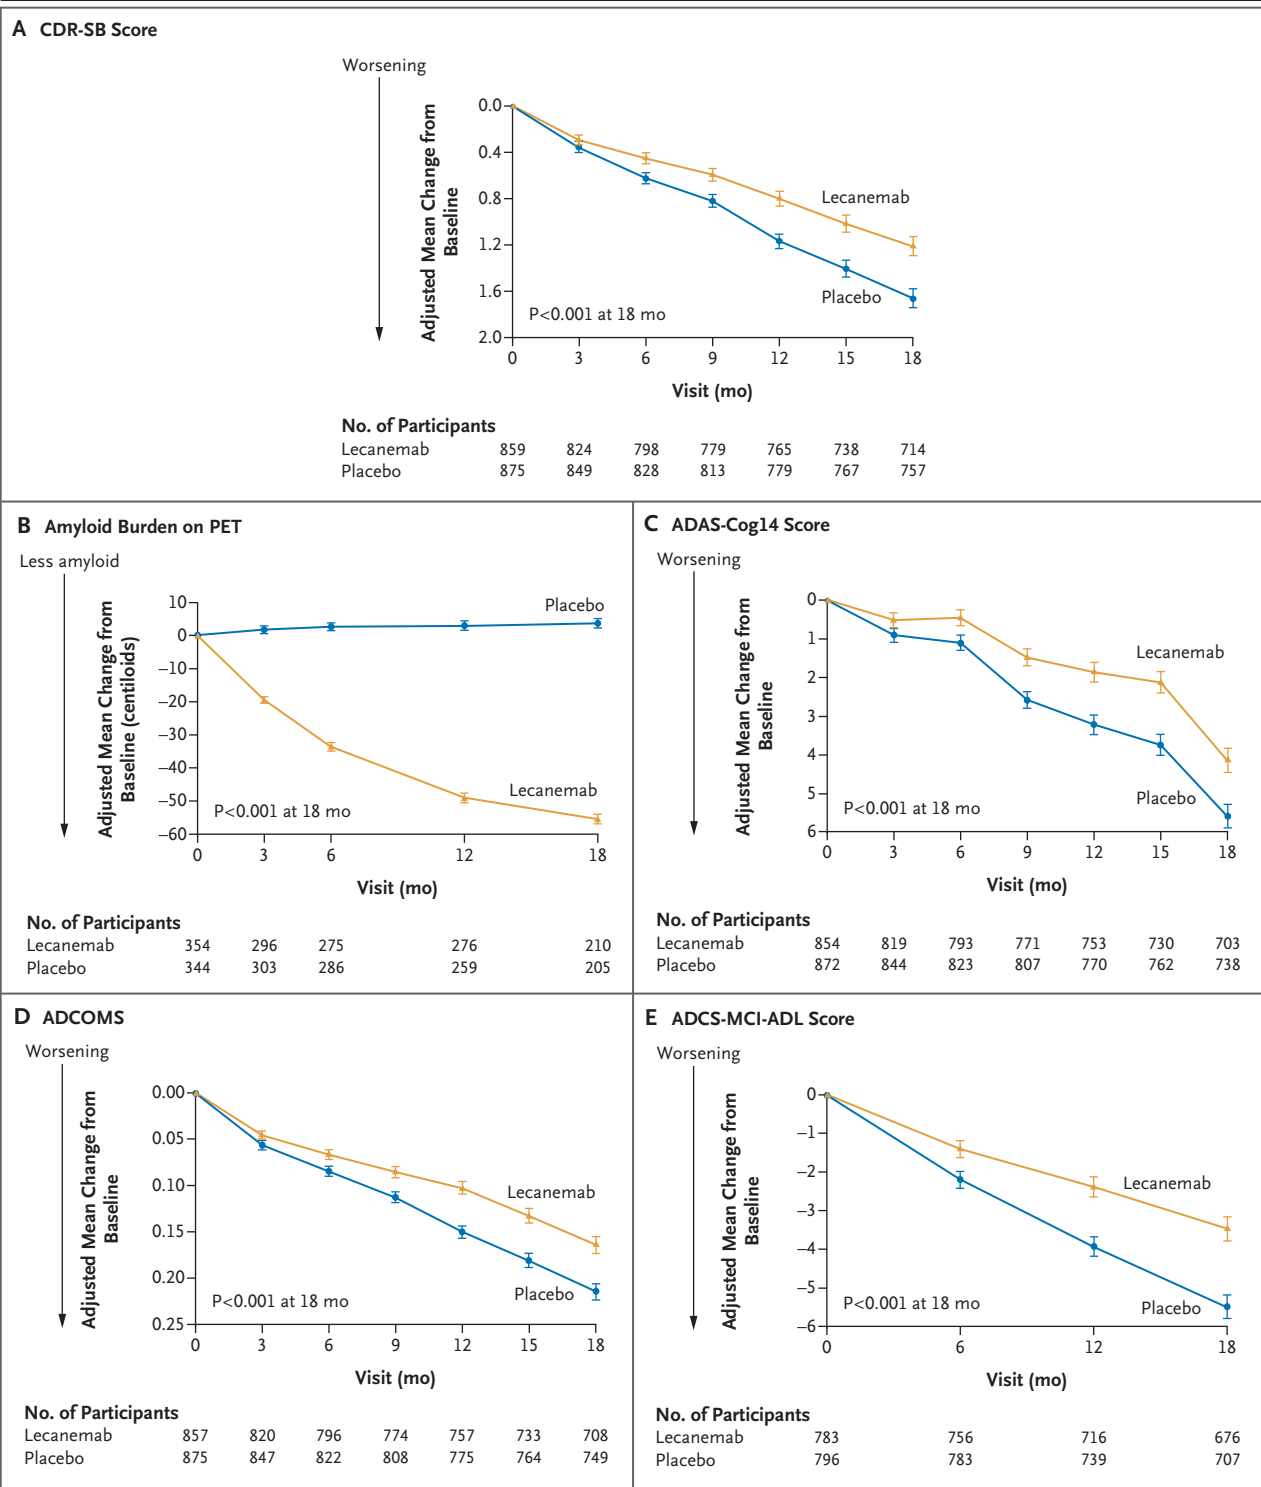 A CDR-SB Score
Worsening
Adjusted Mean Change from
Baseline
0.0
0.4
0.8
1.2
1.6
2.0
Lecanemab
Placebo
P<0.001 at 18 mo
0 3 6 9 12 15 18
Visit (mo)
No. of Participants
Lecanemab 859 824 798 779 765 738 714
Placebo 875 849 828 813 779 767 757
B Amyloid Burden on PET
Less amyloid
Adjusted Mean Change from
Baseline (centiloids)
10
0
−10
−20
−30
−40
−50
−60
Placebo
Lecanemab
P<0.001 at 18 mo
0 3 6 12 18
Visit (mo)
No. of Participants
Lecanemab 354 296 275 276 210
Placebo 344 303 286 259 205
C ADAS-Cog14 Score
Worsening
Adjusted Mean Change from
Baseline
0
1
2
3
4
5
6
Lecanemab
Placebo
P<0.001 at 18 mo
0 3 6 9 12 15 18
Visit (mo)
No. of Participants
Lecanemab 854 819 793 771 753 730 703
Placebo 872 844 823 807 770 762 738
D ADCOMS
Worsening
Adjusted Mean Change from
Baseline
0.00
0.05
0.10
0.15
0.20
0.25
Lecanemab
Placebo
P<0.001 at 18 mo
0 3 6 9 12 15 18
Visit (mo)
No. of Participants
Lecanemab 857 820 796 774 757 733 708
Placebo 875 847 822 808 775 764 749
E ADCS-MCI-ADL Score
Worsening
Adjusted Mean Change from
Baseline
0
−1
−2
−3
−4
−5
−6
Lecanemab
Placebo
P<0.001 at 18 mo
0 6 12 18
Visit (mo)
No. of Participants
Lecanemab 783 756 716 676
Placebo 796 783 739 707